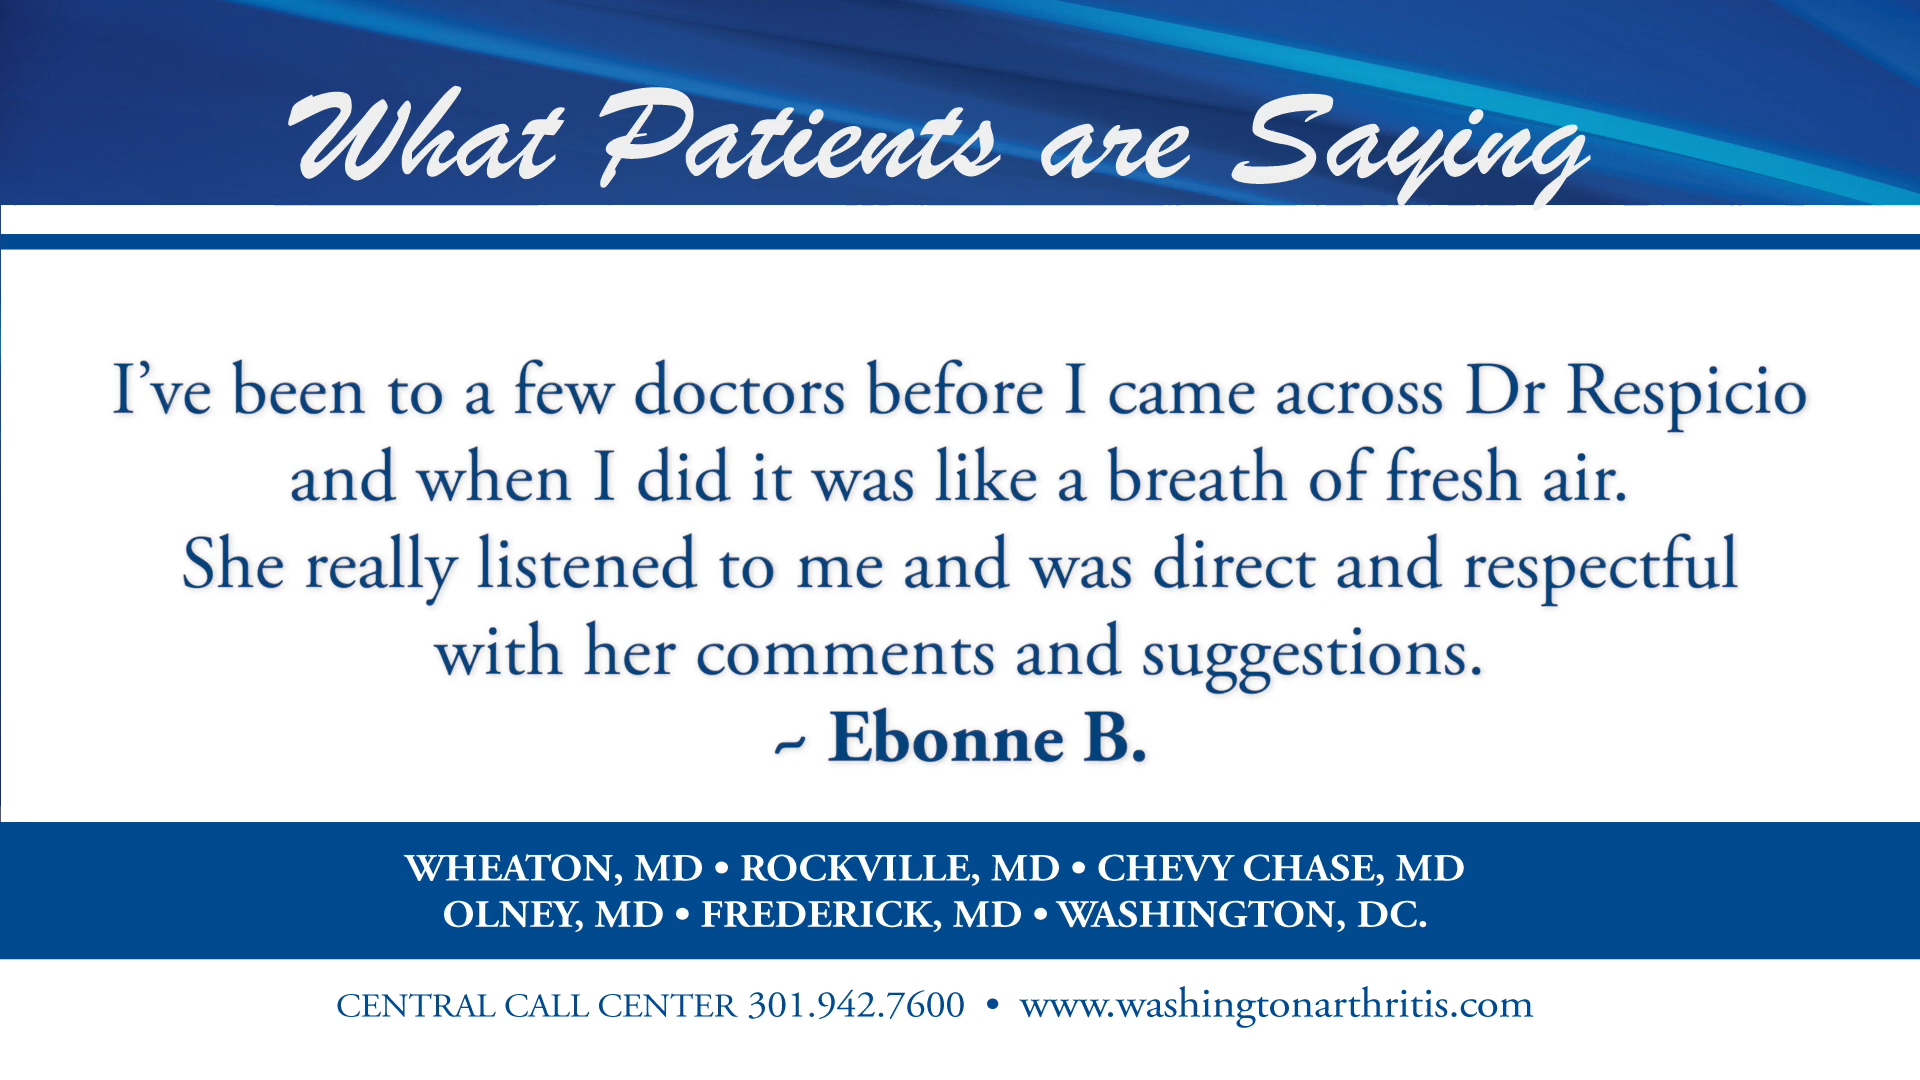 What Patients are Saying
I’ve been to a few doctors before I came across Dr Respicio
and when I did it was like a breath of fresh air.
She really listened to me and was direct and respectful
with her comments and suggestions.
~ Ebonne B.
WHEATON, MD • ROCKVILLE, MD • CHEVY CHASE, MD
OLNEY, MD • FREDERICK, MD • WASHINGTON, DC.
CENTRAL CALL CENTER 301.942.7600 • www.washingtonarthritis.com